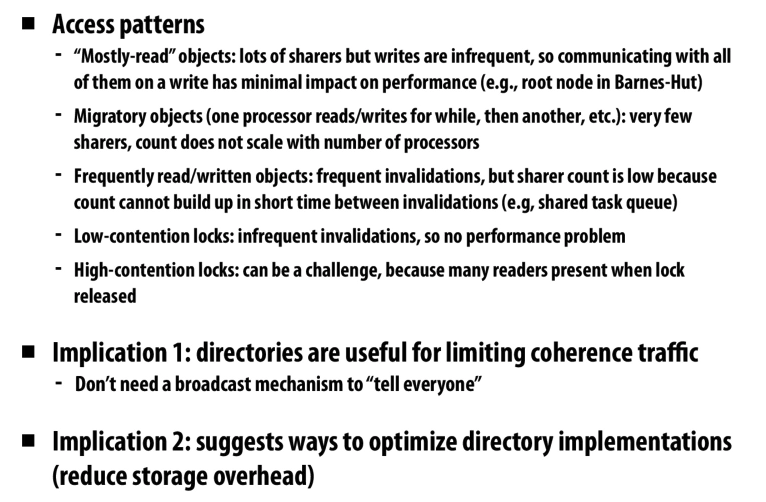 ■ Access patterns
- “Mostly-read” objects: lots of sharers but writes are infrequent, so communicating with all
of them on a write has minimal impact on performance (e.g., root node in Barnes-Hut)
- Migratory objects (one processor reads/writes for while, then another, etc.): very few
sharers, count does not scale with number of processors
- Frequently read/written objects: frequent invalidations, but sharer count is low because
count cannot build up in short time between invalidations (e.g, shared task queue)
- Low-contention locks: infrequent invalidations, so no performance problem
- High-contention locks: can be a challenge, because many readers present when lock
released
■ Implication 1: directories are useful for limiting coherence traffic
- Don’t need a broadcast mechanism to “tell everyone”
■ Implication 2: suggests ways to optimize directory implementations
(reduce storage overhead)